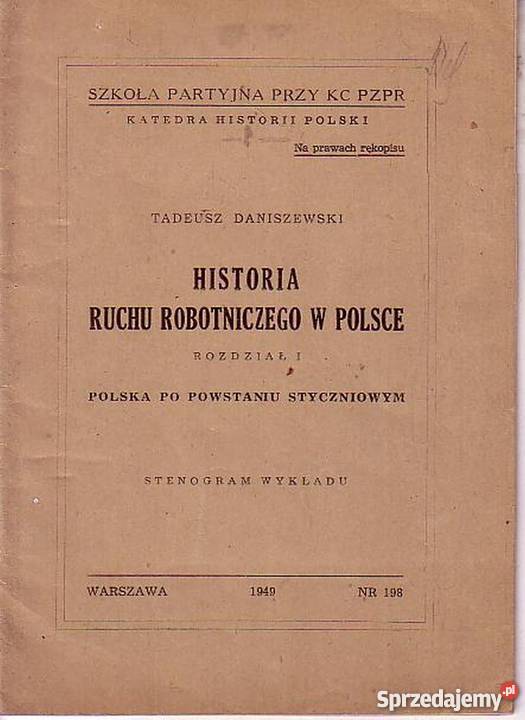 SZKOŁA PARTYJNA PRZY KC PZPR
KATEDRA HISTORII POLSKI
Na prawach rękopisu
TADEUSZ DANISZEWSKI
HISTORIA
RUCHU ROBOTNICZEGO W POLSCE
ROZDZIAŁ I
POLSKA PO POWSTANIU STYCZNIOWYM
STENOGRAM WYKŁADU
WARSZAWA 1949 NR 198
Sprzedajemy.pl